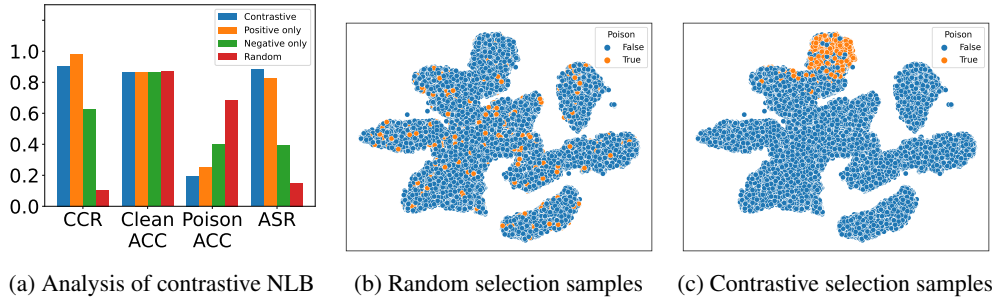 Contrastive
Positive only
Negative only
Random
1.0
0.8
0.6
0.4
0.2
0.0
CCR
Clean
ACC
Poison
ACC
ASR
(a) Analysis of contrastive NLB
Poison
False
True
(b) Random selection samples
Poison
False
True
(c) Contrastive selection samples